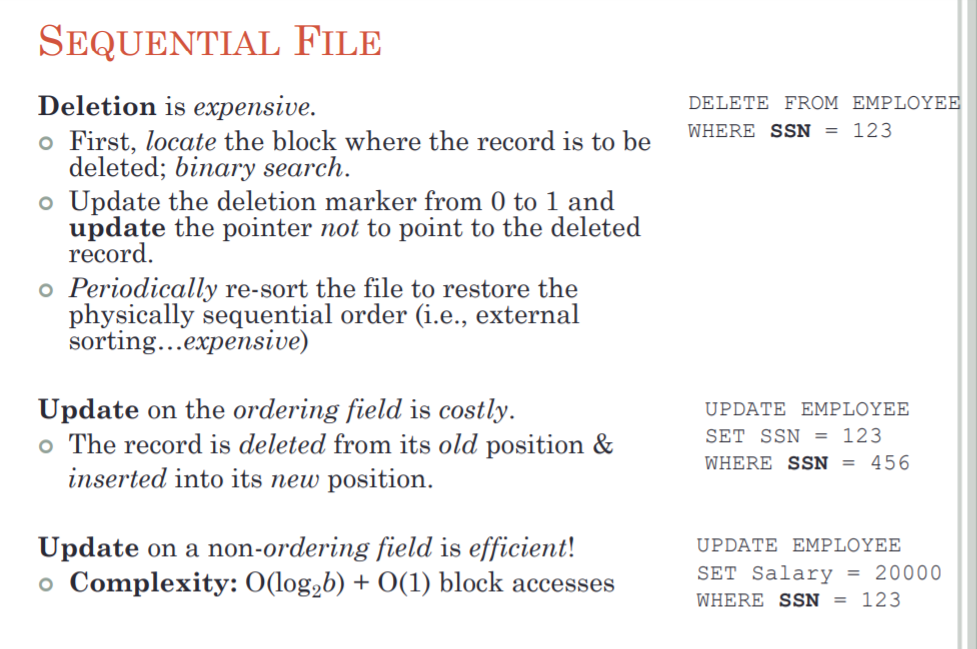 SEQUENTIAL FILE
Deletion is expensive.
First, locate the block where the record is to be
deleted; binary search.
Update the deletion marker from 0 to 1 and
update the pointer not to point to the deleted
record.
Periodically re-sort the file to restore the
physically sequential order (i.e., external
sorting…expensive)
DELETE FROM EMPLOYEE
WHERE SSN = 123
Update on the ordering field is costly.
The record is deleted from its old position &
inserted into its new position.
UPDATE EMPLOYEE
SET SSN = 123
WHERE SSN = 456
Update on a non-ordering field is efficient!
Complexity: O(log₂b) + O(1) block accesses
UPDATE EMPLOYEE
SET Salary = 20000
WHERE SSN = 123